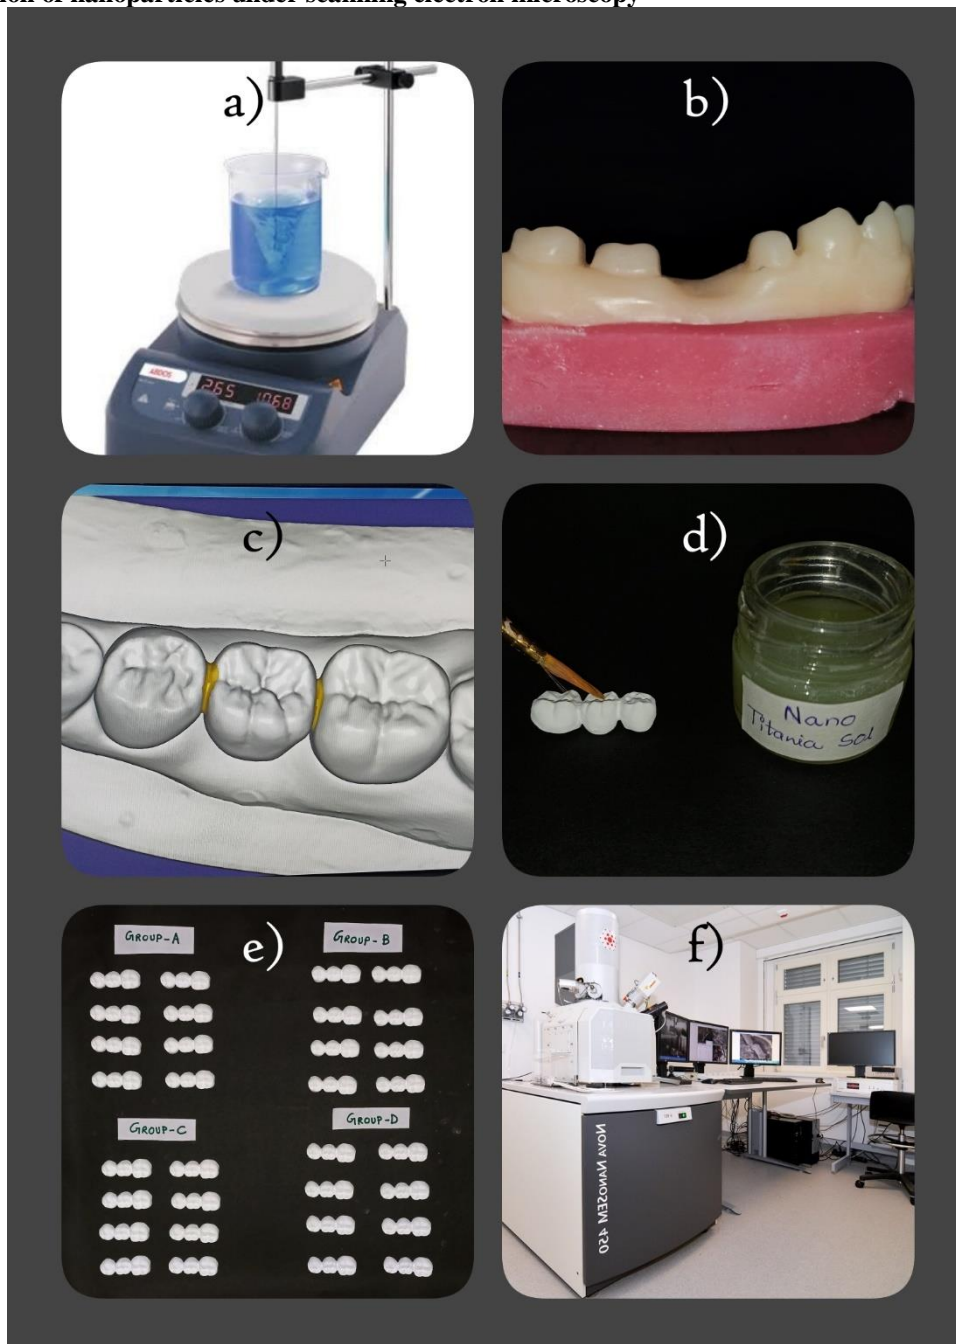 ion of nanoparticles under scanning electron microscopy
a)
b)
ABDOS
265 1068
c)
d)
Nano
Titania Sol
e)
GROUP-A
GROUP-B
GROUP-C
GROUP-D
f)
NOVA NANOSEM 450